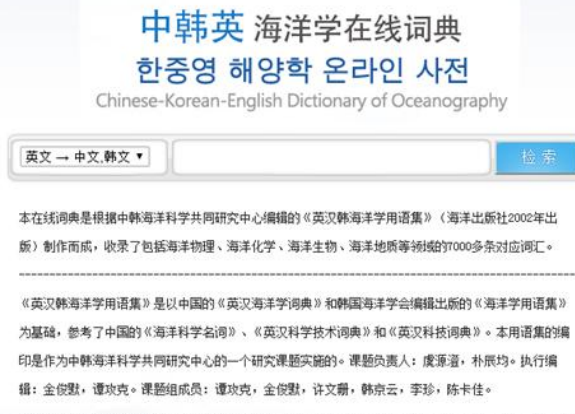 中韩英 海洋学在线词典
한중영 해양학 온라인 사전
Chinese-Korean-English Dictionary of Oceanography
英文 → 中文,韩文 ▼ 检 索
本在线词典是根据中韩海洋科学共同研究中心编辑的《英汉韩海洋学用语集》(海洋出版社2002年出
版)制作而成,收录了包括海洋物理、海洋化学、海洋生物、海洋地质等领域的7000多条对应词汇。
《英汉韩海洋学用语集》是以中国的《英汉海洋学词典》和韩国海洋学会编辑出版的《海洋学用语集》
为基础,参考了中国的《海洋科学名词》、《英汉科学技术词典》和《英汉科技词典》。本用语集的编
印是作为中韩海洋科学共同研究中心的一个研究课题实施的。课题负责人:虞源澄,朴辰均。执行编
辑:金俊默,谭攻克。课题组成员:谭攻克,金俊默,许文珊,韩京云,李珍,陈卡佳。